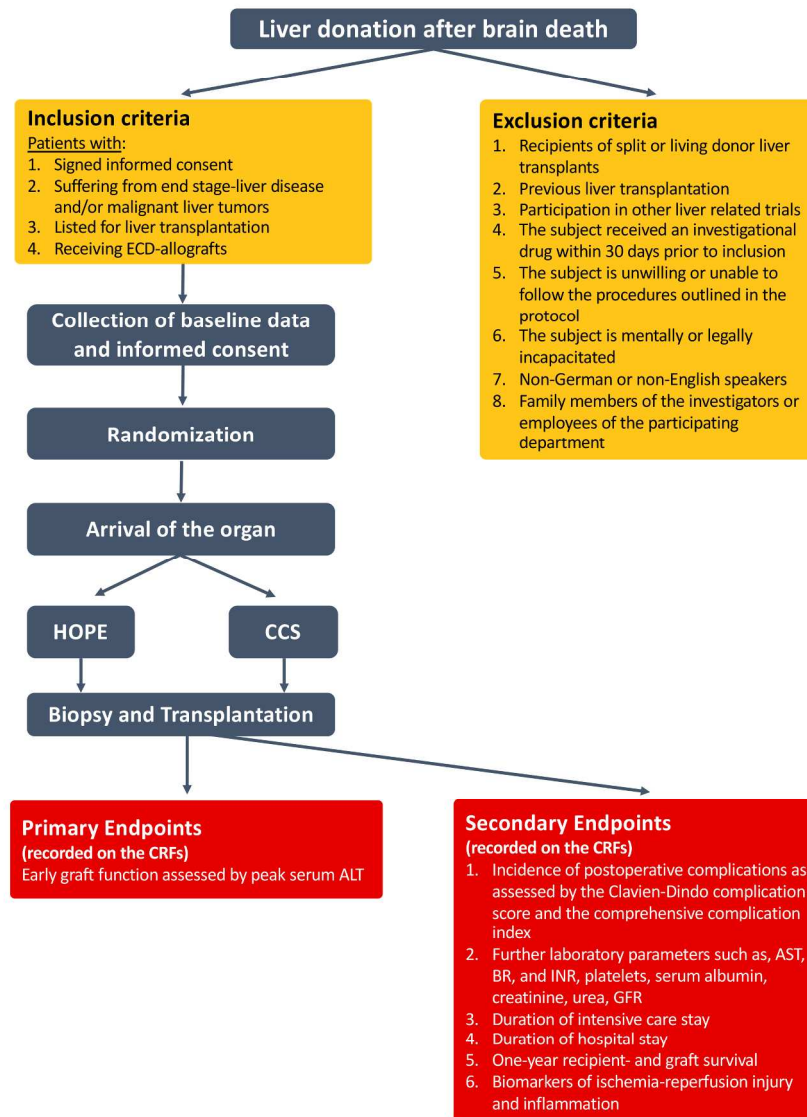 Liver donation after brain death
Inclusion criteria
Patients with:
1. Signed informed consent
2. Suffering from end stage-liver disease
and/or malignant liver tumors
3. Listed for liver transplantation
4. Receiving ECD-allografts
Exclusion criteria
1. Recipients of split or living donor liver
transplants
2. Previous liver transplantation
3. Participation in other liver related trials
4. The subject received an investigational
drug within 30 days prior to inclusion
5. The subject is unwilling or unable to
follow the procedures outlined in the
protocol
6. The subject is mentally or legally
incapacitated
7. Non-German or non-English speakers
8. Family members of the investigators or
employees of the participating
department
Collection of baseline data
and informed consent
Randomization
Arrival of the organ
HOPE
CCS
Biopsy and Transplantation
Primary Endpoints
(recorded on the CRFs)
Early graft function assessed by peak serum ALT
Secondary Endpoints
(recorded on the CRFs)
1. Incidence of postoperative complications as
assessed by the Clavien-Dindo complication
score and the comprehensive complication
index
2. Further laboratory parameters such as, AST,
BR, and INR, platelets, serum albumin,
creatinine, urea, GFR
3. Duration of intensive care stay
4. Duration of hospital stay
5. One-year recipient- and graft survival
6. Biomarkers of ischemia-reperfusion injury
and inflammation